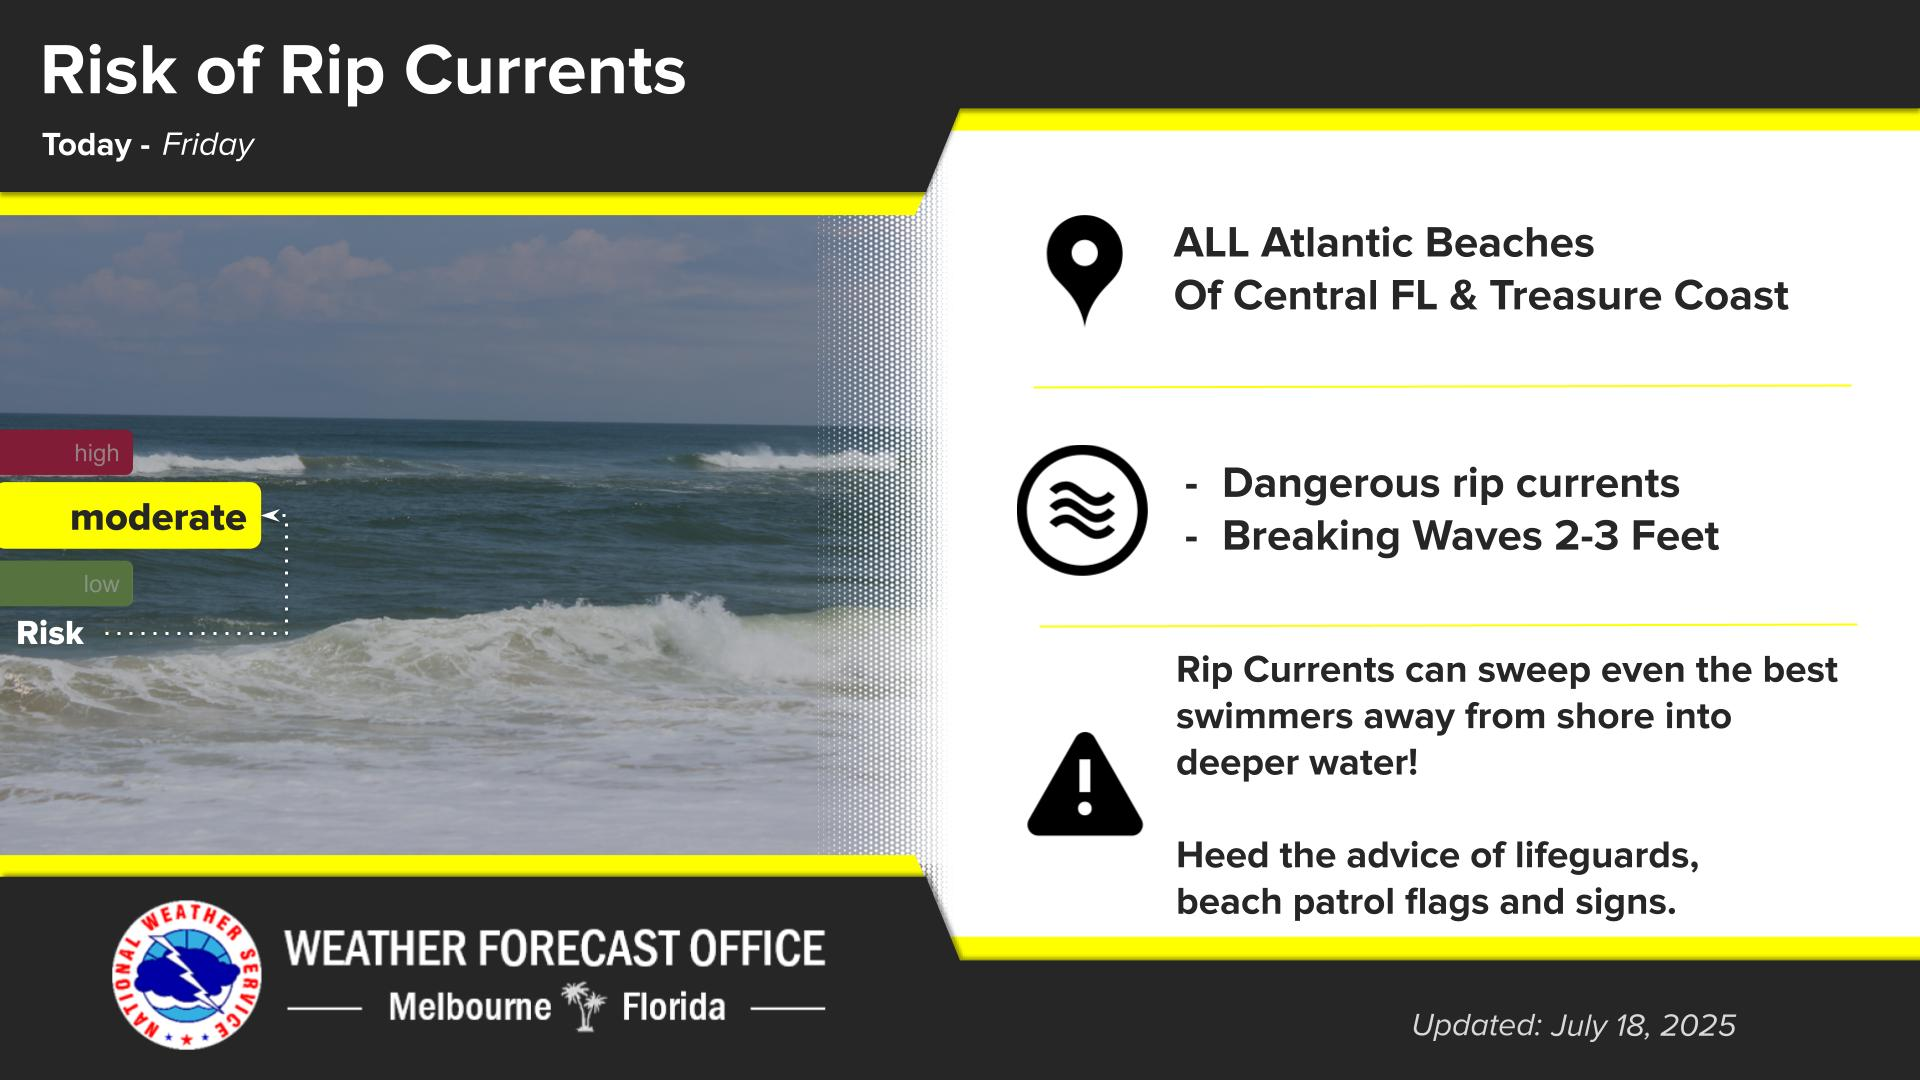 Risk of Rip Currents
Today - Friday
ALL Atlantic Beaches
Of Central FL & Treasure Coast
high
moderate
low
Risk
- Dangerous rip currents
- Breaking Waves 2-3 Feet
Rip Currents can sweep even the best
swimmers away from shore into
deeper water!
Heed the advice of lifeguards,
beach patrol flags and signs.
NATIONAL WEATHER SERVICE
WEATHER FORECAST OFFICE
Melbourne Florida
Updated: July 18, 2025